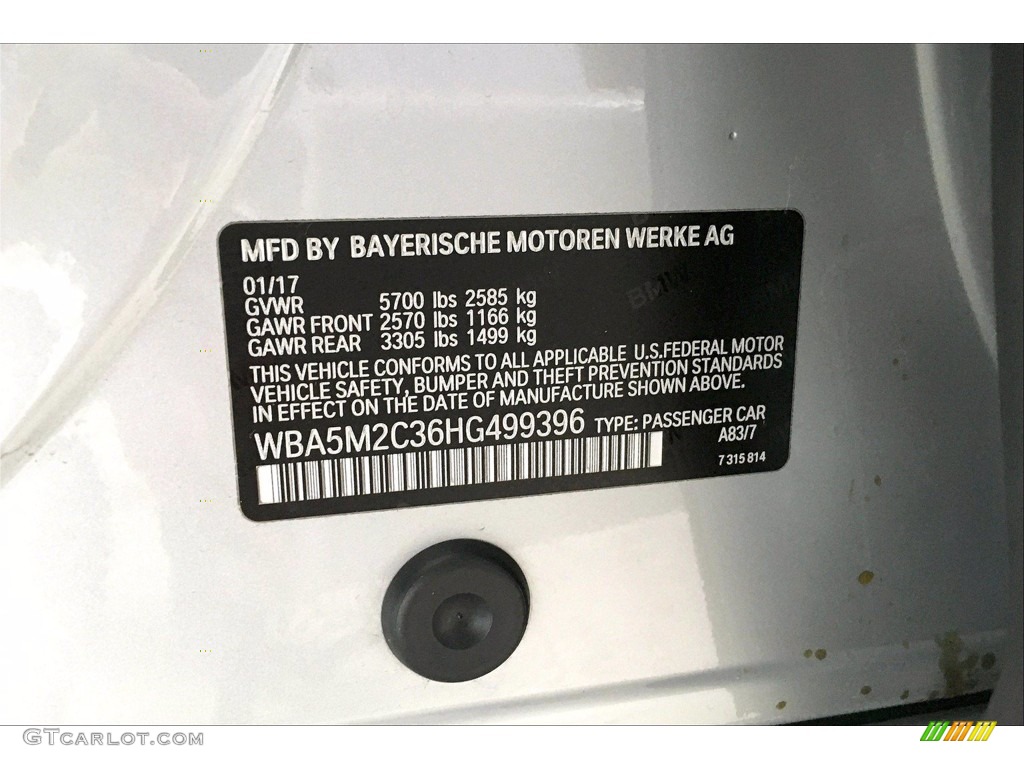 MFD BY BAYERISCHE MOTOREN WERKE AG
01/17
GVWR 5700 lbs 2585 kg
GAWR FRONT 2570 lbs 1166 kg
GAWR REAR 3305 lbs 1499 kg
THIS VEHICLE CONFORMS TO ALL APPLICABLE U.S.FEDERAL MOTOR
VEHICLE SAFETY, BUMPER AND THEFT PREVENTION STANDARDS
IN EFFECT ON THE DATE OF MANUFACTURE SHOWN ABOVE.
WBA5M2C36HG499396 TYPE: PASSENGER CAR
A83/7
7 315 814
BMW
GTCARLOT.COM